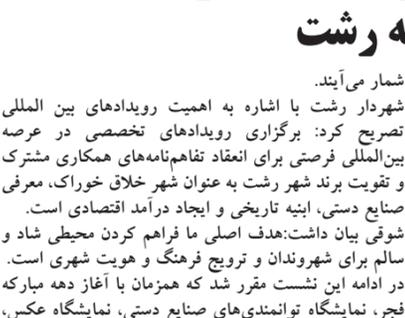 ه رشت
شمار می‌آیند.
شهردار رشت با اشاره به اهمیت رویدادهای بین المللی
تصریح کرد: برگزاری رویدادهای تخصصی در عرصه
بین‌المللی فرصتی برای انعقاد تفاهم‌نامه‌های همکاری مشترک
و تقویت برند شهر رشت به عنوان شهر خلاق خوراک، معرفی
صنایع دستی، ابنیه تاریخی و ایجاد درآمد اقتصادی است.
شوقی بیان داشت:هدف اصلی ما فراهم کردن محیطی شاد و
سالم برای شهروندان و ترویج فرهنگ و هویت شهری است.
در ادامه این نشست مقرر شد که همزمان با آغاز دهه مبارکه
فجر، نمایشگاه توانمندی‌های صنایع دستی، نمایشگاه عکس،